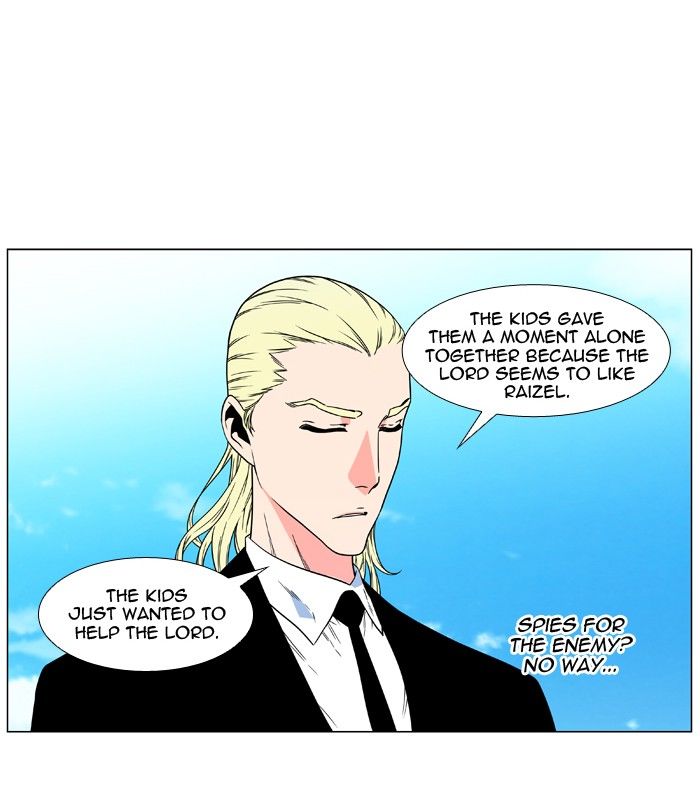 THE KIDS GAVE
THEM A MOMENT ALONE
TOGETHER BECAUSE THE
LORD SEEMS TO LIKE
RAIZEL.
THE KIDS
JUST WANTED TO
HELP THE LORD.
SPIES FOR
THE ENEMY?
NO WAY...